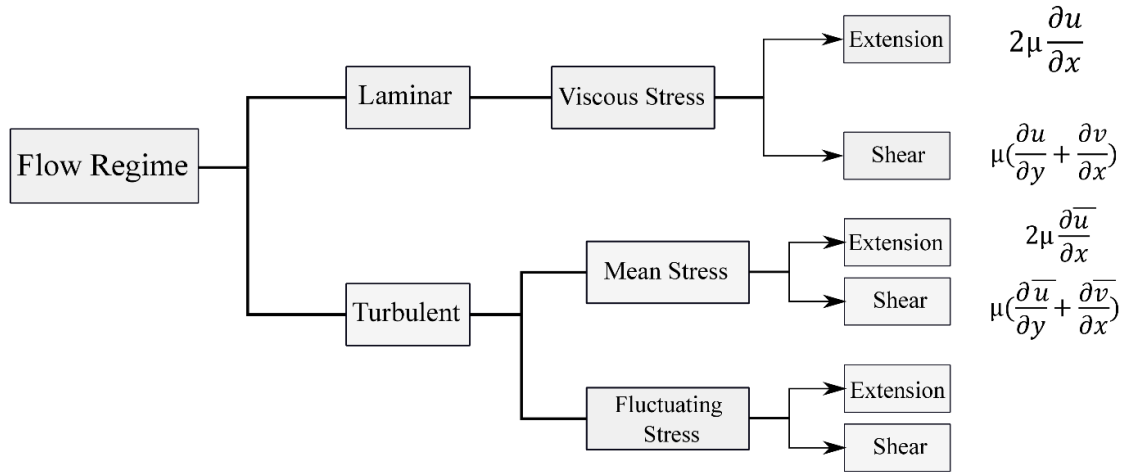 Flow Regime
Laminar
Viscous Stress
Extension
2μ ∂u/∂x
Shear
μ(∂u/∂y + ∂v/∂x)
Turbulent
Mean Stress
Extension
2μ ∂u̅/∂x
Shear
μ(∂u̅/∂y + ∂v̅/∂x)
Fluctuating
Stress
Extension
Shear